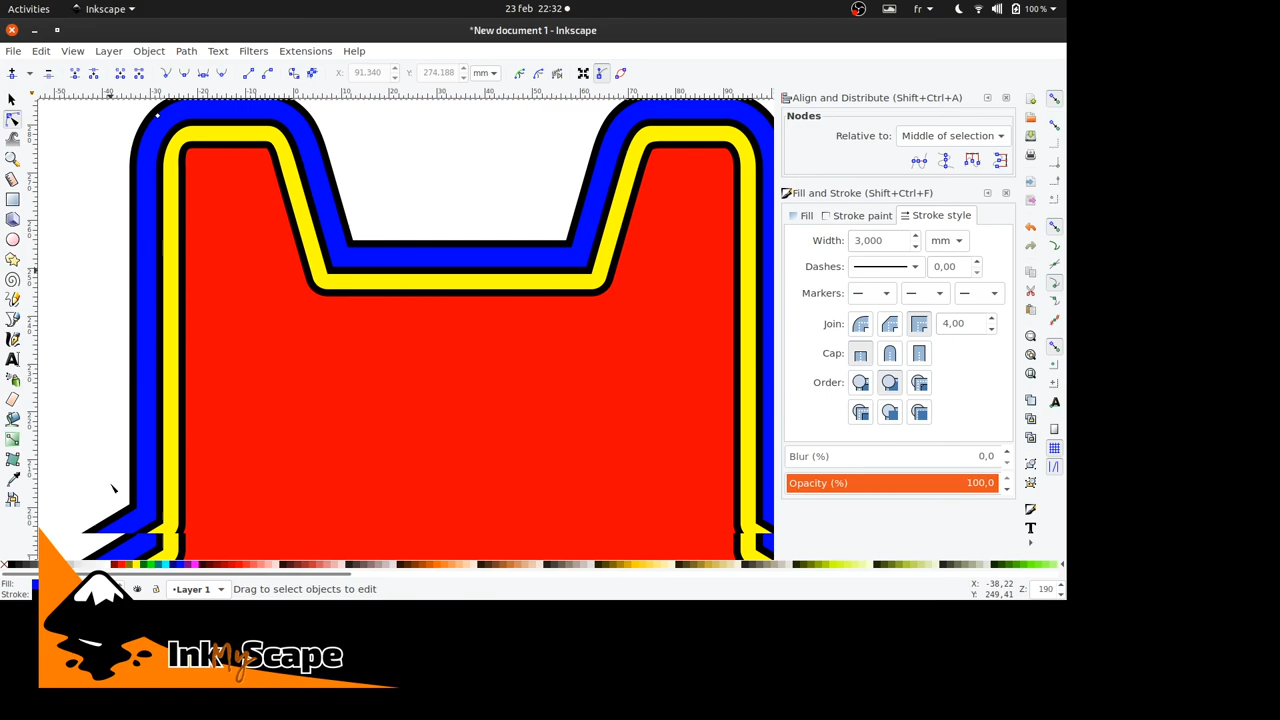 Activities Inkscape 23 feb 22:32 fr 100 %
*New document 1 - Inkscape
File Edit View Layer Object Path Text Filters Extensions Help
X: 91.340 Y: 274.188 mm
Align and Distribute (Shift+Ctrl+A)
Nodes
Relative to: Middle of selection
Fill and Stroke (Shift+Ctrl+F)
Fill Stroke paint Stroke style
Width: 3,000 mm
Dashes: 0,00
Markers:
Join: 4,00
Cap:
Order:
Blur (%) 0,0
Opacity (%) 100,0
Fill:
Stroke:
•Layer 1 Drag to select objects to edit
X: -38,22
Y: 249,41
Z: 190
InkMyScape